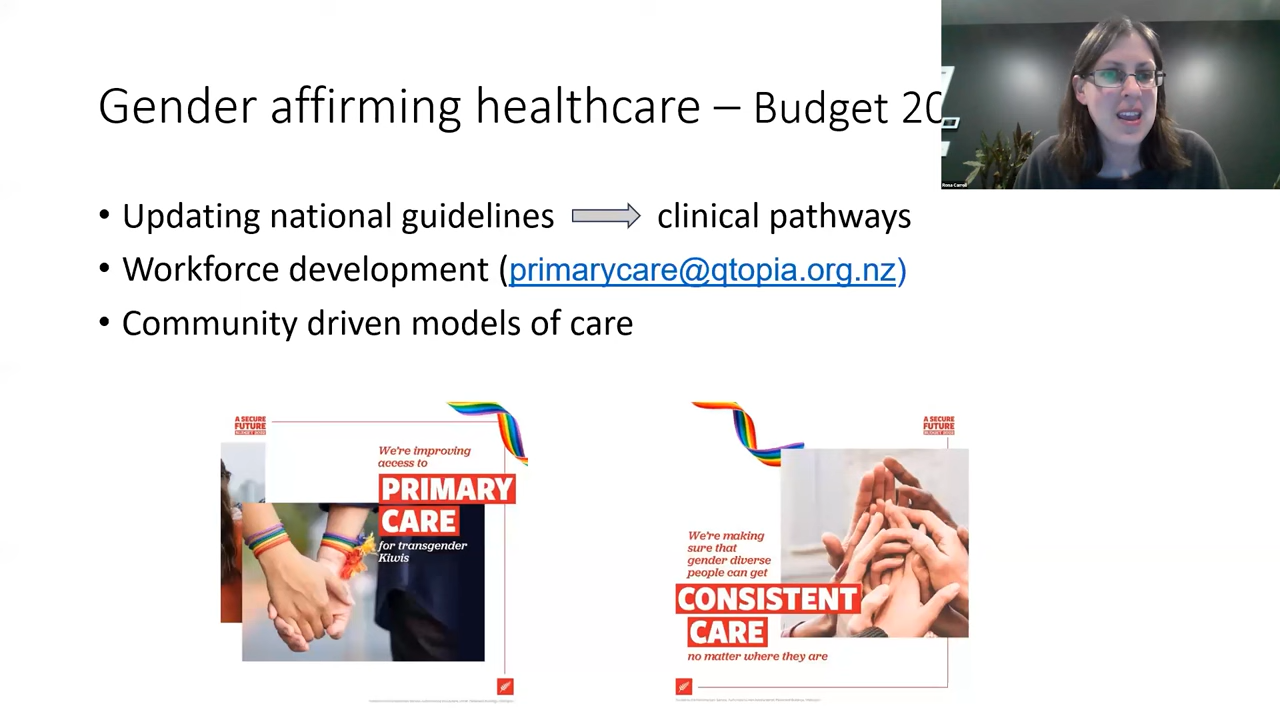 Gender affirming healthcare – Budget 20
Rona Carroll
• Updating national guidelines clinical pathways
• Workforce development (primarycare@qtopia.org.nz)
• Community driven models of care
A SECURE
FUTURE
We're improving
access to
PRIMARY
CARE
for transgender
Kiwis
A SECURE
FUTURE
We're making
sure that
gender diverse
people can get
CONSISTENT
CARE
no matter where they are